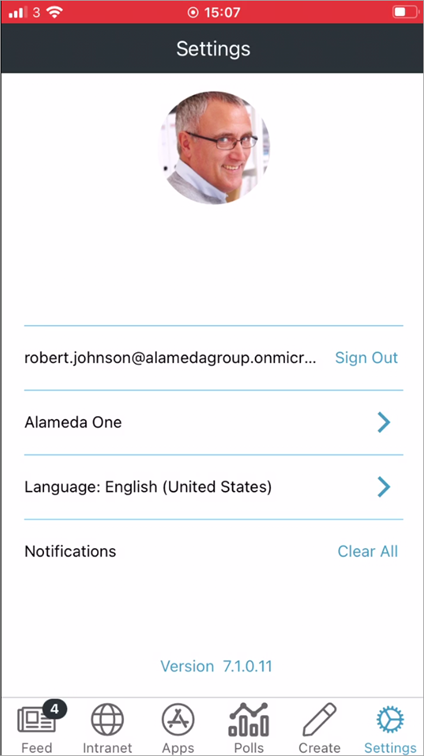 3 15:07
Settings
robert.johnson@alamedagroup.onmicr... Sign Out
Alameda One
Language: English (United States)
Notifications Clear All
Version 7.1.0.11
4
Feed Intranet Apps Polls Create Settings